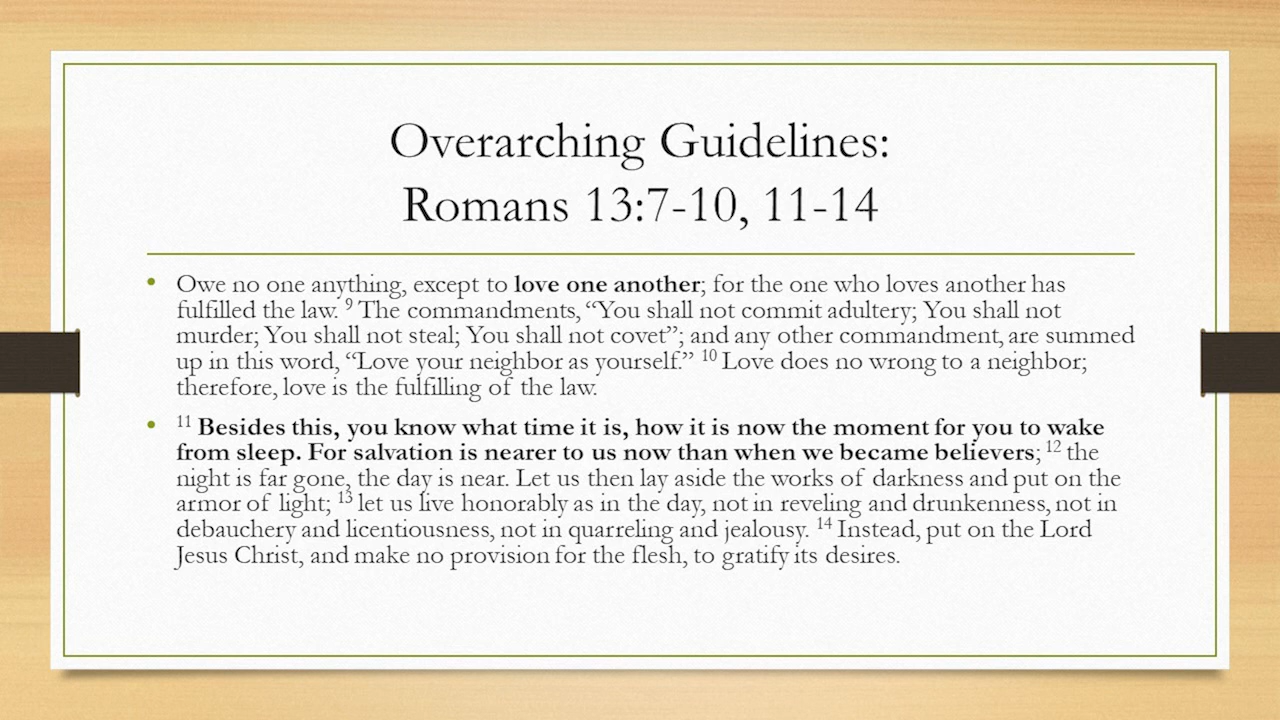 Overarching Guidelines:
Romans 13:7-10, 11-14
• Owe no one anything, except to love one another; for the one who loves another has
fulfilled the law. 9 The commandments, “You shall not commit adultery; You shall not
murder; You shall not steal; You shall not covet”; and any other commandment, are summed
up in this word, “Love your neighbor as yourself.” 10 Love does no wrong to a neighbor;
therefore, love is the fulfilling of the law.
• 11 Besides this, you know what time it is, how it is now the moment for you to wake
from sleep. For salvation is nearer to us now than when we became believers; 12 the
night is far gone, the day is near. Let us then lay aside the works of darkness and put on the
armor of light; 13 let us live honorably as in the day, not in reveling and drunkenness, not in
debauchery and licentiousness, not in quarreling and jealousy. 14 Instead, put on the Lord
Jesus Christ, and make no provision for the flesh, to gratify its desires.